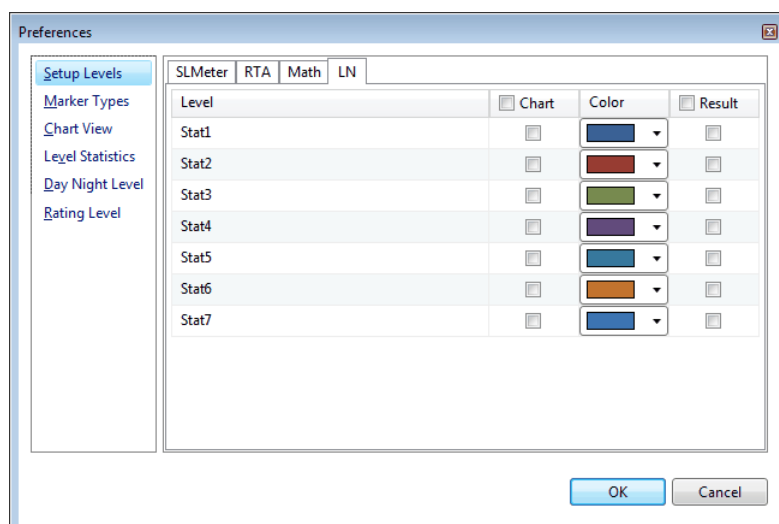 Preferences
Setup Levels
Marker Types
Chart View
Level Statistics
Day Night Level
Rating Level
SLMeter RTA Math LN
Level Chart Color Result
Stat1
Stat2
Stat3
Stat4
Stat5
Stat6
Stat7
OK Cancel